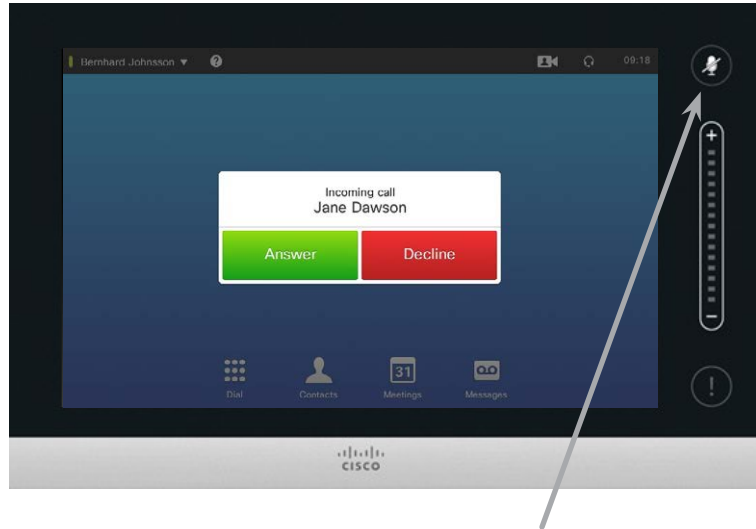 Bernhard Johnsson ▼ ? 09:18
Incoming call
Jane Dawson
Answer Decline
+
31
−
!
Dial Contacts Meetings Messages
CISCO